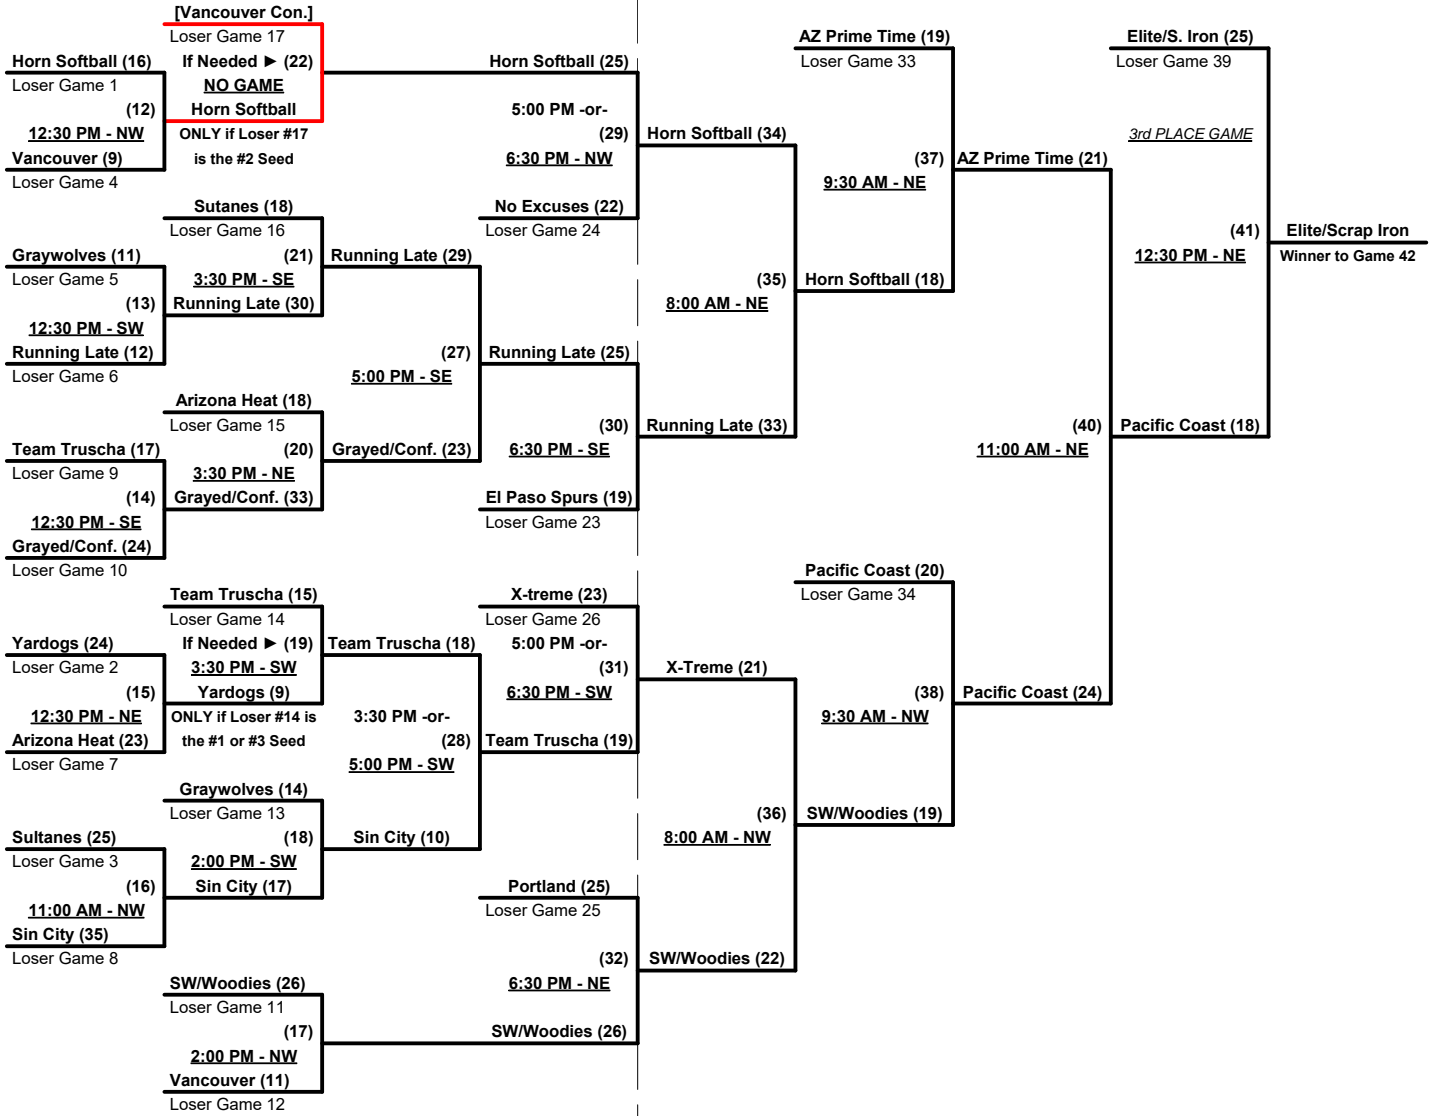 [Vancouver Con.]
Loser Game 17
Horn Softball (16)
If Needed ► (22)
Loser Game 1
NO GAME
(12)
Horn Softball
12:30 PM - NW
ONLY if Loser #17
Vancouver (9)
is the #2 Seed
Loser Game 4
Sutanes (18)
Loser Game 16
Graywolves (11)
(21)
Loser Game 5
3:30 PM - SE
(13)
Running Late (30)
12:30 PM - SW
Running Late (12)
Loser Game 6
Running Late (29)
Arizona Heat (18)
Loser Game 15
Team Truscha (17)
(20)
Loser Game 9
3:30 PM - NE
(14)
Grayed/Conf. (33)
12:30 PM - SE
Grayed/Conf. (24)
Loser Game 10
Grayed/Conf. (23)
(27)
5:00 PM - SE
Team Truscha (15)
Loser Game 14
Yardogs (24)
If Needed ► (19)
Loser Game 2
3:30 PM - SW
(15)
Yardogs (9)
12:30 PM - NE
ONLY if Loser #14 is
Arizona Heat (23)
the #1 or #3 Seed
Loser Game 7
Team Truscha (18)
3:30 PM -or-
(28)
5:00 PM - SW
Graywolves (14)
Loser Game 13
Sultanes (25)
(18)
Loser Game 3
2:00 PM - SW
(16)
Sin City (17)
11:00 AM - NW
Sin City (35)
Loser Game 8
Sin City (10)
SW/Woodies (26)
Loser Game 11
(17)
2:00 PM - NW
Vancouver (11)
Loser Game 12
Horn Softball (25)
5:00 PM -or-
(29)
6:30 PM - NW
No Excuses (22)
Loser Game 24
Running Late (25)
(30)
6:30 PM - SE
El Paso Spurs (19)
Loser Game 23
X-treme (23)
Loser Game 26
5:00 PM -or-
(31)
6:30 PM - SW
Team Truscha (19)
Portland (25)
Loser Game 25
(32)
6:30 PM - NE
SW/Woodies (26)
Horn Softball (34)
(35)
8:00 AM - NE
Running Late (33)
X-Treme (21)
(36)
8:00 AM - NW
SW/Woodies (22)
AZ Prime Time (19)
Loser Game 33
(37)
9:30 AM - NE
Horn Softball (18)
Pacific Coast (20)
Loser Game 34
(38)
9:30 AM - NW
SW/Woodies (19)
AZ Prime Time (21)
(40)
11:00 AM - NE
Pacific Coast (24)
Elite/S. Iron (25)
Loser Game 39
3rd PLACE GAME
(41)
12:30 PM - NE
Pacific Coast (18)
Elite/Scrap Iron
Winner to Game 42